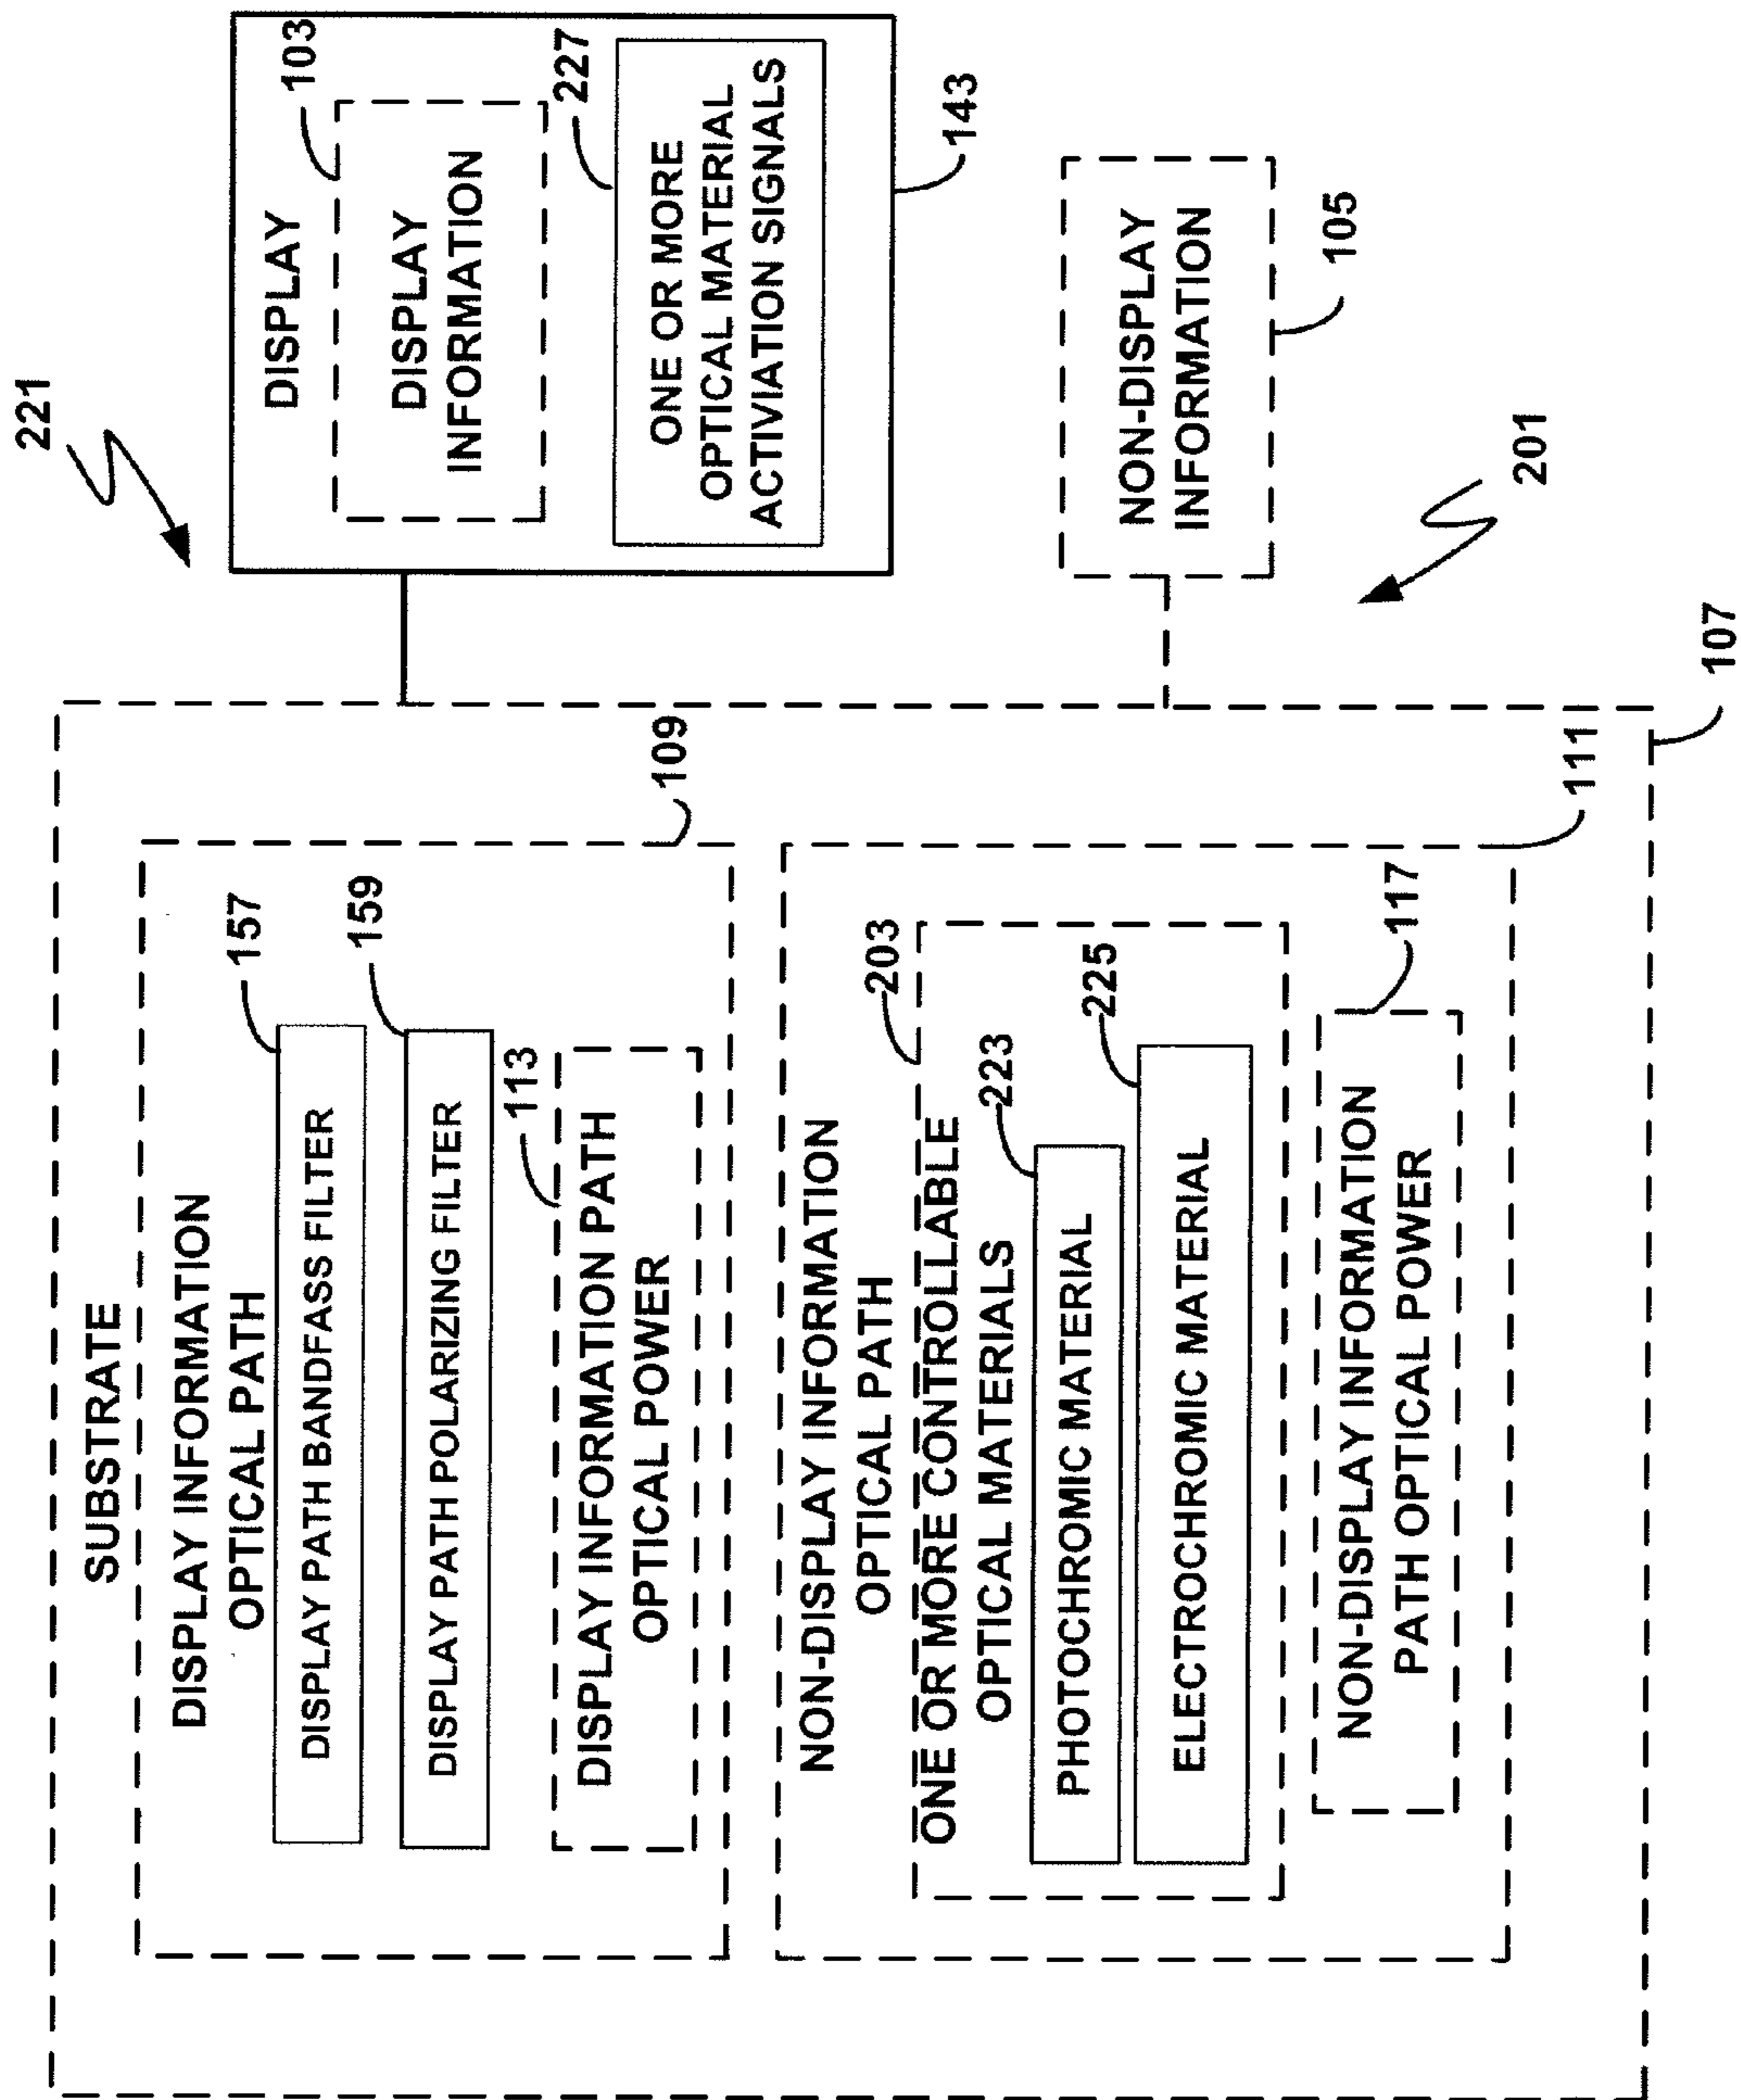 221
SUBSTRATE
DISPLAY INFORMATION
OPTICAL PATH
157
DISPLAY PATH BANDFASS FILTER
159
DISPLAY PATH POLARIZING FILTER
113
DISPLAY INFORMATION PATH
OPTICAL POWER
109
NON-DISPLAY INFORMATION
OPTICAL PATH
203
ONE OR MORE CONTROLLABLE
OPTICAL MATERIALS
223
PHOTOCHROMIC MATERIAL
225
ELECTROCHROMIC MATERIAL
117
NON-DISPLAY INFORMATION
PATH OPTICAL POWER
111
107
DISPLAY
103
DISPLAY
INFORMATION
227
ONE OR MORE
OPTICAL MATERIAL
ACTIVIATION SIGNALS
143
NON-DISPLAY
INFORMATION
105
201